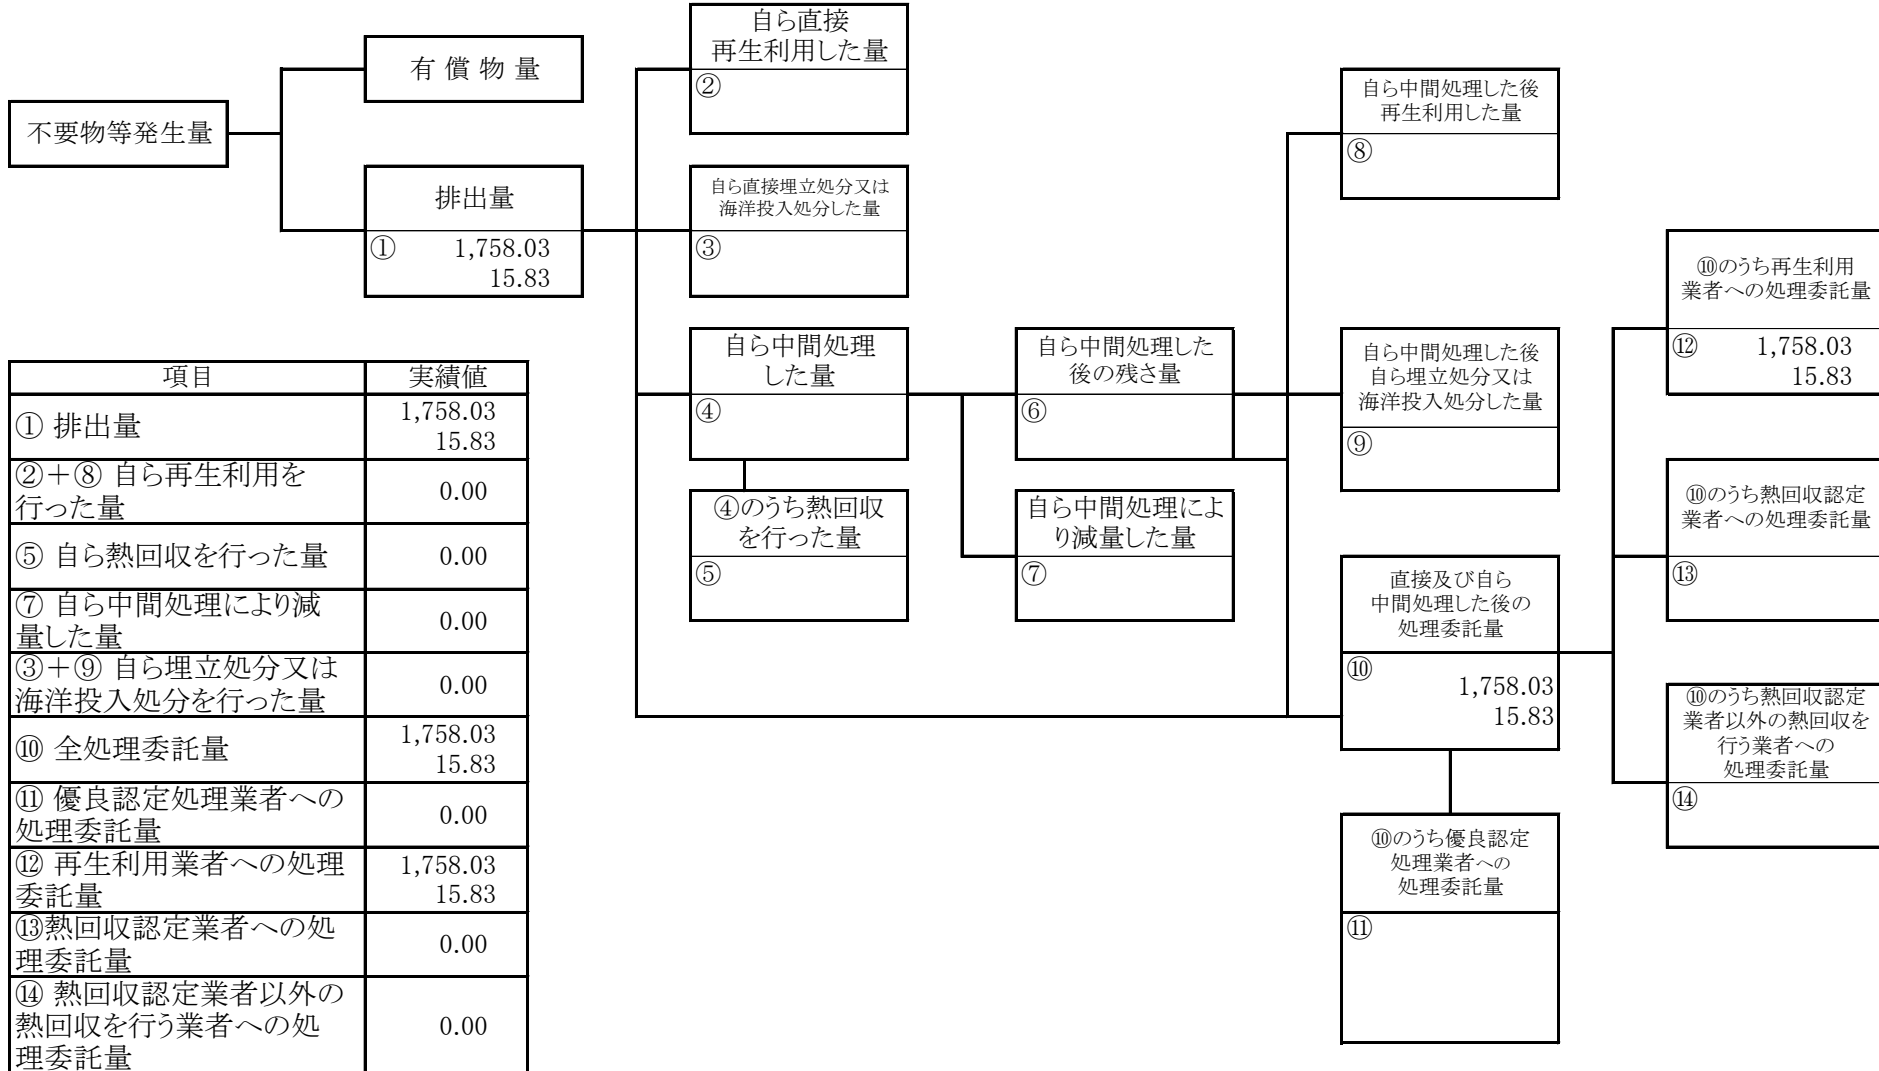 不要物等発生量
有償物量
排出量
① 1,758.03
15.83
自ら直接
再生利用した量
②
自ら直接埋立処分又は
海洋投入処分した量
③
自ら中間処理
した量
④
④のうち熱回収
を行った量
⑤
自ら中間処理した
後の残さ量
⑥
自ら中間処理によ
り減量した量
⑦
自ら中間処理した後
再生利用した量
⑧
自ら中間処理した後
自ら埋立処分又は
海洋投入処分した量
⑨
直接及び自ら
中間処理した後の
処理委託量
⑩
1,758.03
15.83
⑩のうち優良認定
処理業者への
処理委託量
⑪
⑩のうち再生利用
業者への処理委託量
⑫ 1,758.03
15.83
⑩のうち熱回収認定
業者への処理委託量
⑬
⑩のうち熱回収認定
業者以外の熱回収を
行う業者への
処理委託量
⑭
項目 実績値
① 排出量 1,758.03
15.83
②+⑧ 自ら再生利用を
行った量 0.00
⑤ 自ら熱回収を行った量 0.00
⑦ 自ら中間処理により減
量した量 0.00
③+⑨ 自ら埋立処分又は
海洋投入処分を行った量 0.00
⑩ 全処理委託量 1,758.03
15.83
⑪ 優良認定処理業者への
処理委託量 0.00
⑫ 再生利用業者への処理
委託量 1,758.03
15.83
⑬熱回収認定業者への処
理委託量 0.00
⑭ 熱回収認定業者以外の
熱回収を行う業者への処
理委託量 0.00